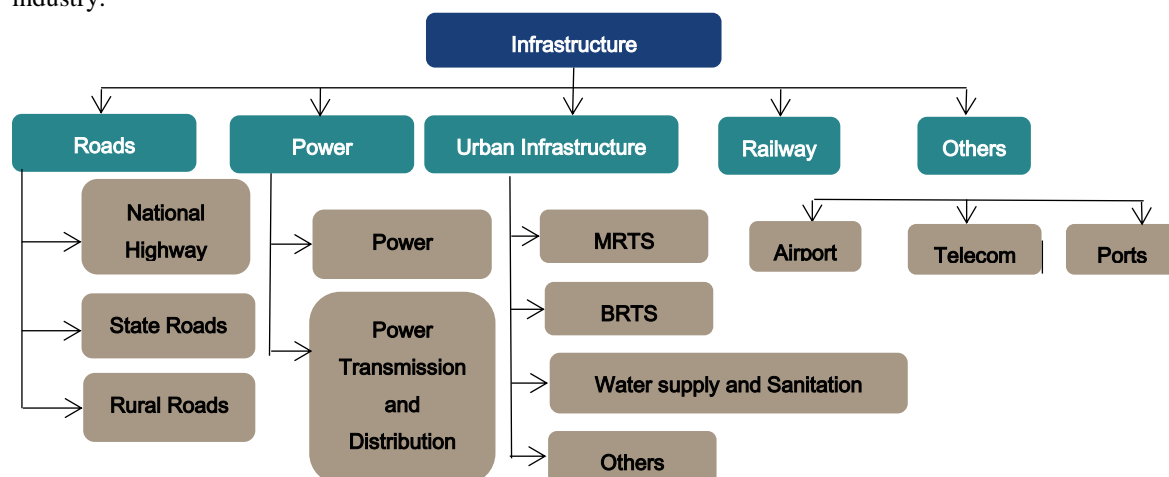 industry.
Infrastructure
Roads
Power
Urban Infrastructure
Railway
Others
National
Highway
State Roads
Rural Roads
Power
Power
Transmission
and
Distribution
MRTS
BRTS
Water supply and Sanitation
Others
Airport
Telecom
Ports